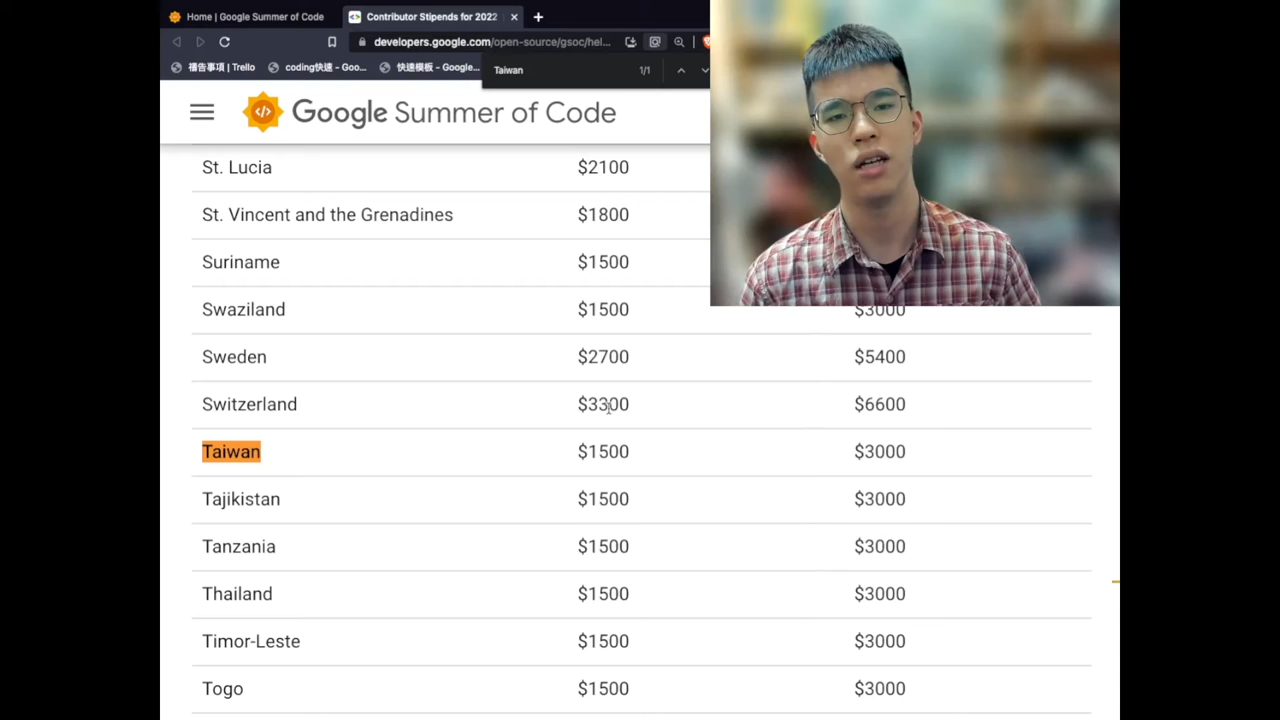 Home | Google Summer of Code
Contributor Stipends for 2022
developers.google.com/open-source/gsoc/hel...
禱告事項 | Trello
coding快速 - Goo...
快速模板 - Google...
Taiwan
1/1
Google Summer of Code
St. Lucia $2100
St. Vincent and the Grenadines $1800
Suriname $1500
Swaziland $1500 $3000
Sweden $2700 $5400
Switzerland $3300 $6600
Taiwan $1500 $3000
Tajikistan $1500 $3000
Tanzania $1500 $3000
Thailand $1500 $3000
Timor-Leste $1500 $3000
Togo $1500 $3000